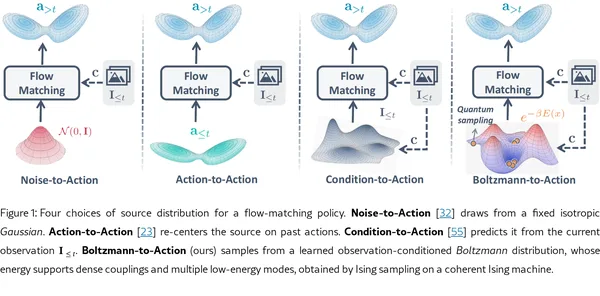 a>t
a>t
a>t
a>t
Flow Matching
c
I≤t
Flow Matching
c
I≤t
Flow Matching
c
I≤t
Flow Matching
c
I≤t
N(0, I)
a≤t
I≤t
c
Quantum sampling
e−βE(x)
c
Noise-to-Action
Action-to-Action
Condition-to-Action
Boltzmann-to-Action
Figure 1: Four choices of source distribution for a flow-matching policy. Noise-to-Action [32] draws from a fixed isotropic
Gaussian. Action-to-Action [23] re-centers the source on past actions. Condition-to-Action [55] predicts it from the current
observation I≤t. Boltzmann-to-Action (ours) samples from a learned observation-conditioned Boltzmann distribution, whose
energy supports dense couplings and multiple low-energy modes, obtained by Ising sampling on a coherent Ising machine.